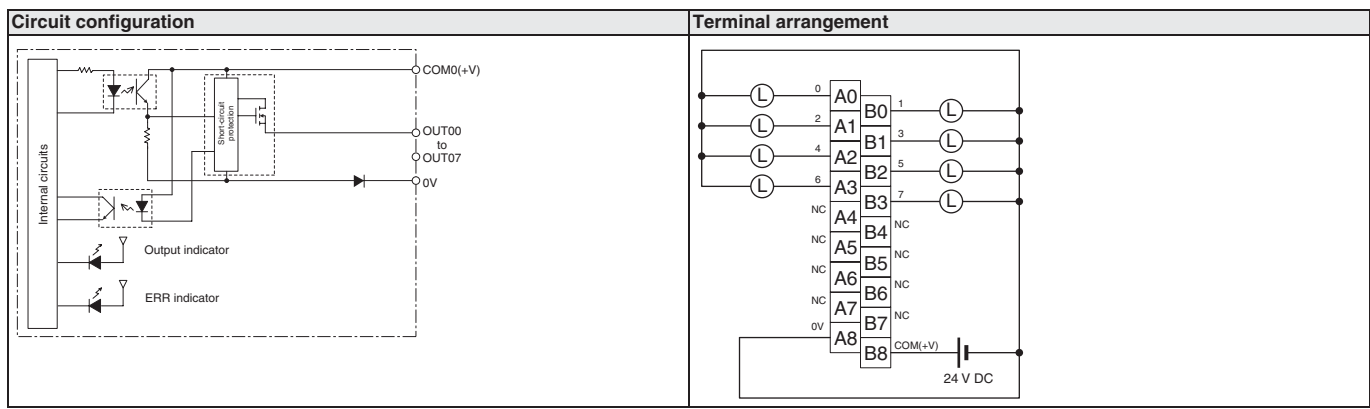 Circuit configuration
Terminal arrangement
COM0(+V)
Short-circuit
protection
OUT00
to
OUT07
0V
Internal circuits
Output indicator
ERR indicator
0 A0
B0 1
2 A1
B1 3
4 A2
B2 5
6 A3
B3 7
NC A4
B4 NC
NC A5
B5 NC
NC A6
B6 NC
NC A7
B7 NC
0V A8
B8 COM(+V)
24 V DC
L
L
L
L
L
L
L
L